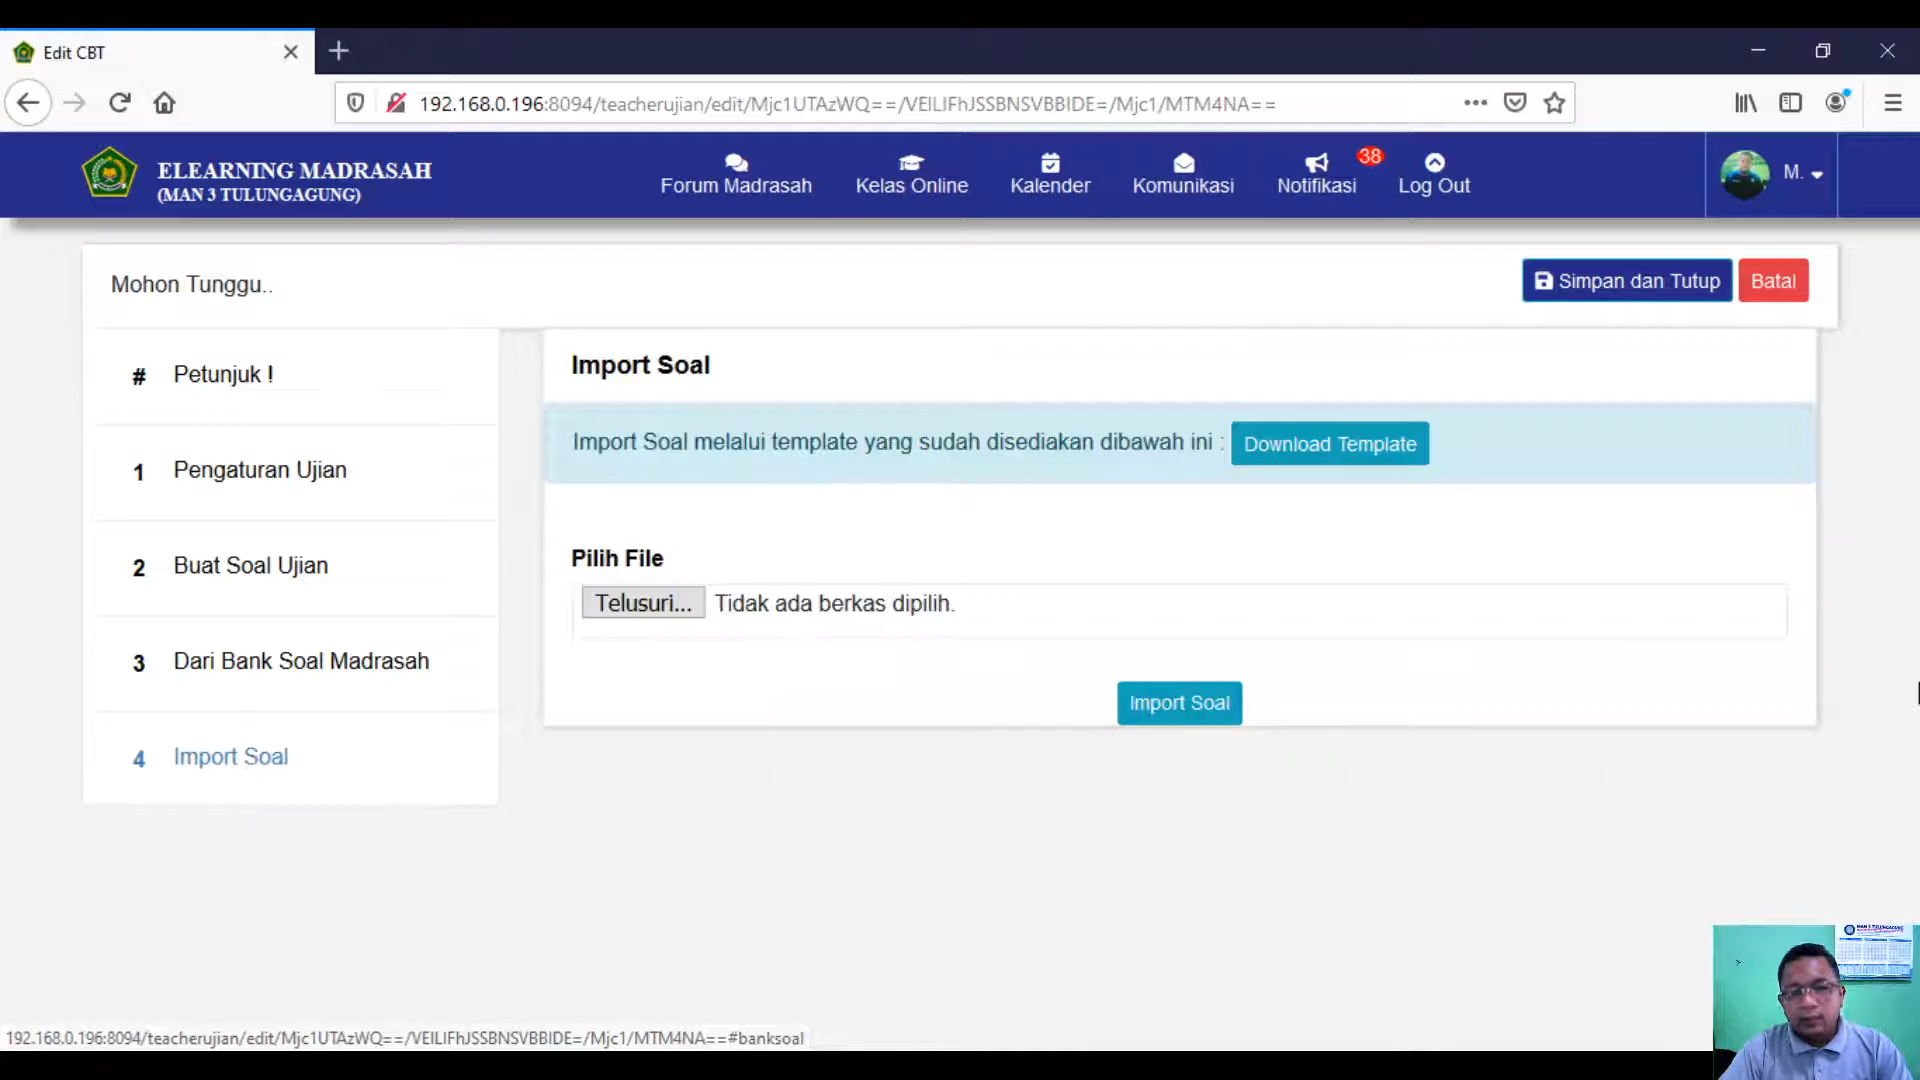 Edit CBT
192.168.0.196:8094/teacherujian/edit/Mjc1UTAzWQ==/VElLIFhJSSBNSVBBIDE=/Mjc1/MTM4NA==
ELEARNING MADRASAH
(MAN 3 TULUNGAGUNG)
Forum Madrasah
Kelas Online
Kalender
Komunikasi
Notifikasi
38
Log Out
M.
Mohon Tunggu..
Simpan dan Tutup
Batal
# Petunjuk !
1 Pengaturan Ujian
2 Buat Soal Ujian
3 Dari Bank Soal Madrasah
4 Import Soal
Import Soal
Import Soal melalui template yang sudah disediakan dibawah ini : Download Template
Pilih File
Telusuri... Tidak ada berkas dipilih.
Import Soal
MAN 3 TULUNGAGUNG
192.168.0.196:8094/teacherujian/edit/Mjc1UTAzWQ==/VElLIFhJSSBNSVBBIDE=/Mjc1/MTM4NA==#banksoal